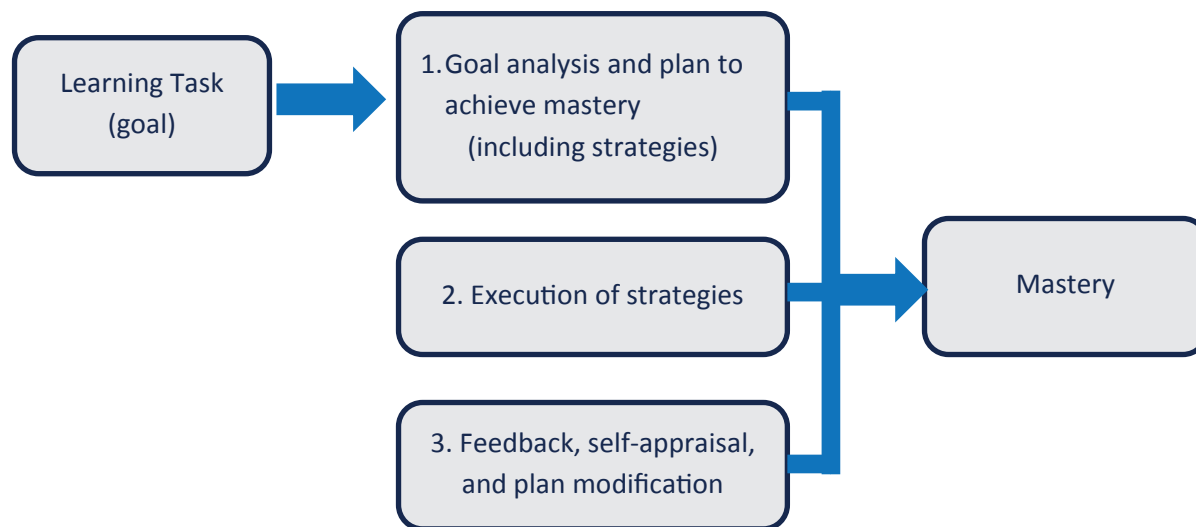 Learning Task
(goal)
1. Goal analysis and plan to
achieve mastery
(including strategies)
2. Execution of strategies
3. Feedback, self-appraisal,
and plan modification
Mastery